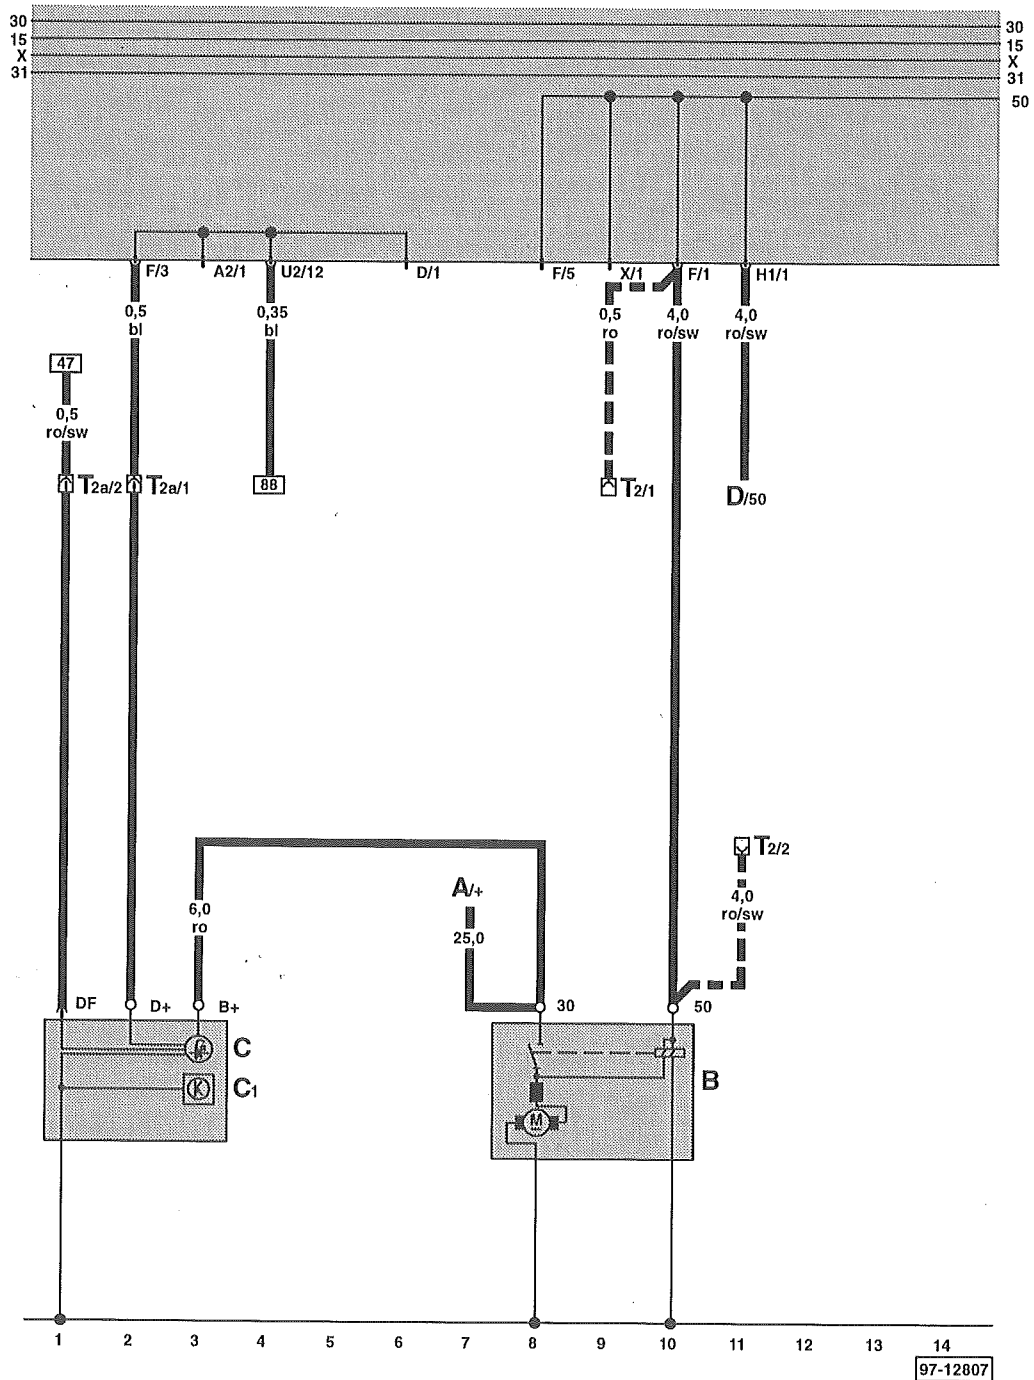 30 30
15 15
X X
31 31
50
F/3 A2/1 U2/12 D/1 F/5 X/1 F/1 H1/1
0,5 0,35 0,5 4,0 4,0
bl bl ro ro/sw ro/sw
47
0,5
ro/sw
T2a/2 T2a/1 88 T2/1 D/50
T2/2
A/+
4,0
ro/sw
6,0
ro
25,0
DF D+ B+ 30 50
C
B
K C1
M
1 2 3 4 5 6 7 8 9 10 11 12 13 14
97-12807